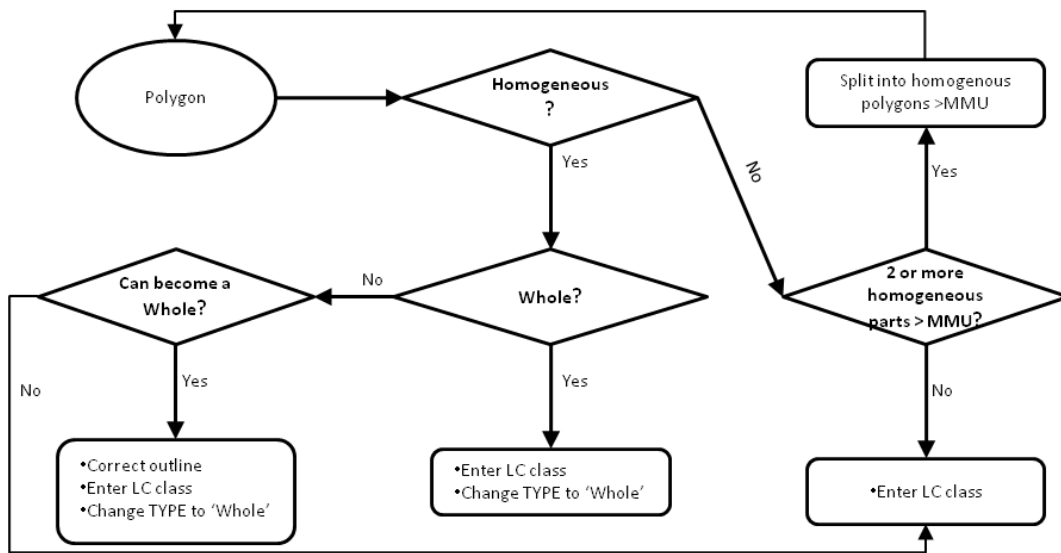 Polygon
Homogeneous
?
Split into homogenous
polygons >MMU
Yes
No
Yes
Can become a
Whole?
No
Whole?
2 or more
homogeneous
parts > MMU?
No
Yes
Yes
No
•Correct outline
•Enter LC class
•Change TYPE to ‘Whole’
•Enter LC class
•Change TYPE to ‘Whole’
•Enter LC class